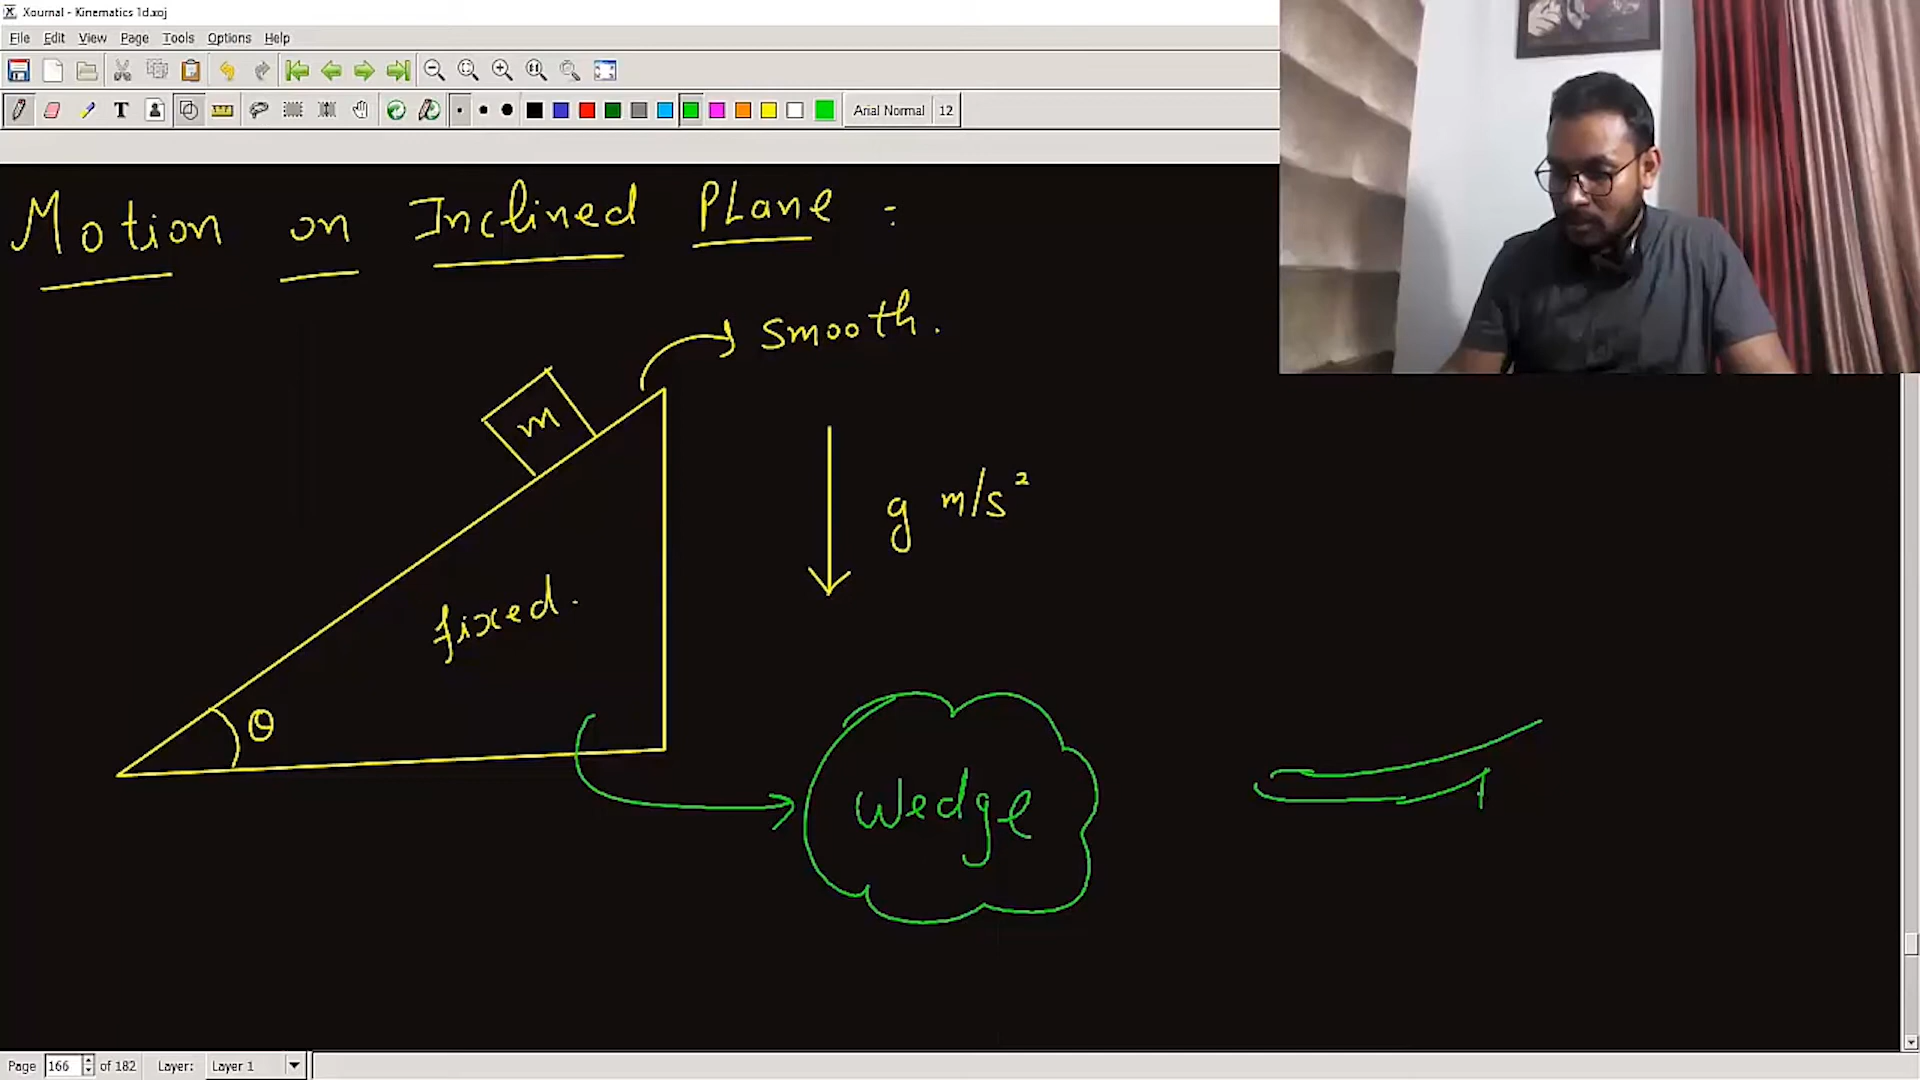 Xournal - Kinematics 1d.xoj
File Edit View Page Tools Options Help
T Arial Normal 12
Motion on Inclined PLane :
smooth.
m
g m/s²
fixed.
θ
Wedge
Page 166 of 182 Layer: Layer 1